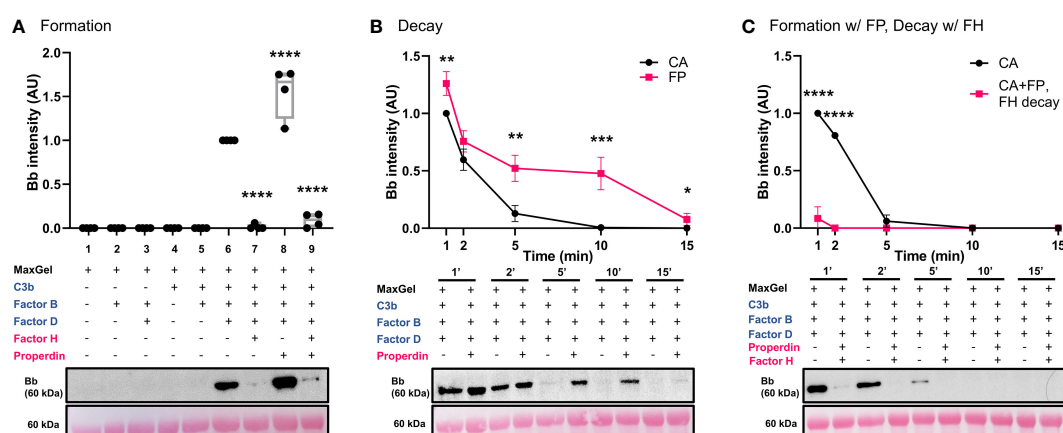 A Formation
****
****
****
Bb intensity (AU)
2.0
1.5
1.0
0.5
0.0
1 2 3 4 5 6 7 8 9
MaxGel + + + + + + + + +
C3b - - - + + + + + +
Factor B - + - - + + + + +
Factor D - - + - - + + + +
Factor H - - - - - - + - +
Properdin - - - - - - - + +
Bb
(60 kDa)
60 kDa
B Decay
CA
FP
**
**
***
*
Bb intensity (AU)
1.5
1.0
0.5
0.0
1 2 5 10 15
Time (min)
1' 2' 5' 10' 15'
MaxGel + + + + + + + + + +
C3b + + + + + + + + + +
Factor B + + + + + + + + + +
Factor D + + + + + + + + + +
Properdin - + - + - + - + - +
Bb
(60 kDa)
60 kDa
C Formation w/ FP, Decay w/ FH
CA
CA+FP,
FH decay
****
****
Bb intensity (AU)
1.5
1.0
0.5
0.0
1 2 5 10 15
Time (min)
1' 2' 5' 10' 15'
MaxGel + + + + + + + + + +
C3b + + + + + + + + + +
Factor B + + + + + + + + + +
Factor D + + + + + + + + + +
Properdin - + - + - + - + - +
Factor H - + - + - + - + - +
Bb
(60 kDa)
60 kDa